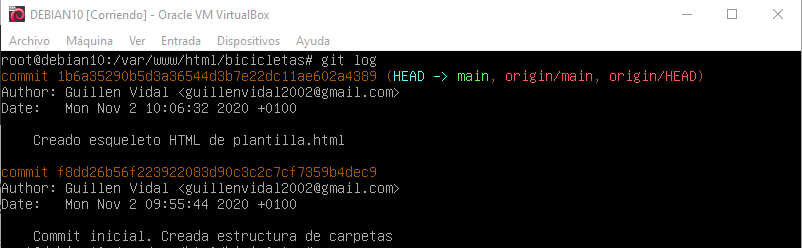 DEBIAN10 [Corriendo] - Oracle VM VirtualBox
Archivo Máquina Ver Entrada Dispositivos Ayuda
root@debian10:/var/www/html/bicicletas# git log
commit 1b6a35290b5d3a36544d3b7e22dc11ae602a4389 (HEAD -> main, origin/main, origin/HEAD)
Author: Guillen Vidal <guillenvidal2002@gmail.com>
Date:   Mon Nov 2 10:06:32 2020 +0100
    Creado esqueleto HTML de plantilla.html
commit f8dd26b56f223922083d90c3c2c7cf7359b4dec9
Author: Guillen Vidal <guillenvidal2002@gmail.com>
Date:   Mon Nov 2 09:55:44 2020 +0100
    Commit inicial. Creada estructura de carpetas